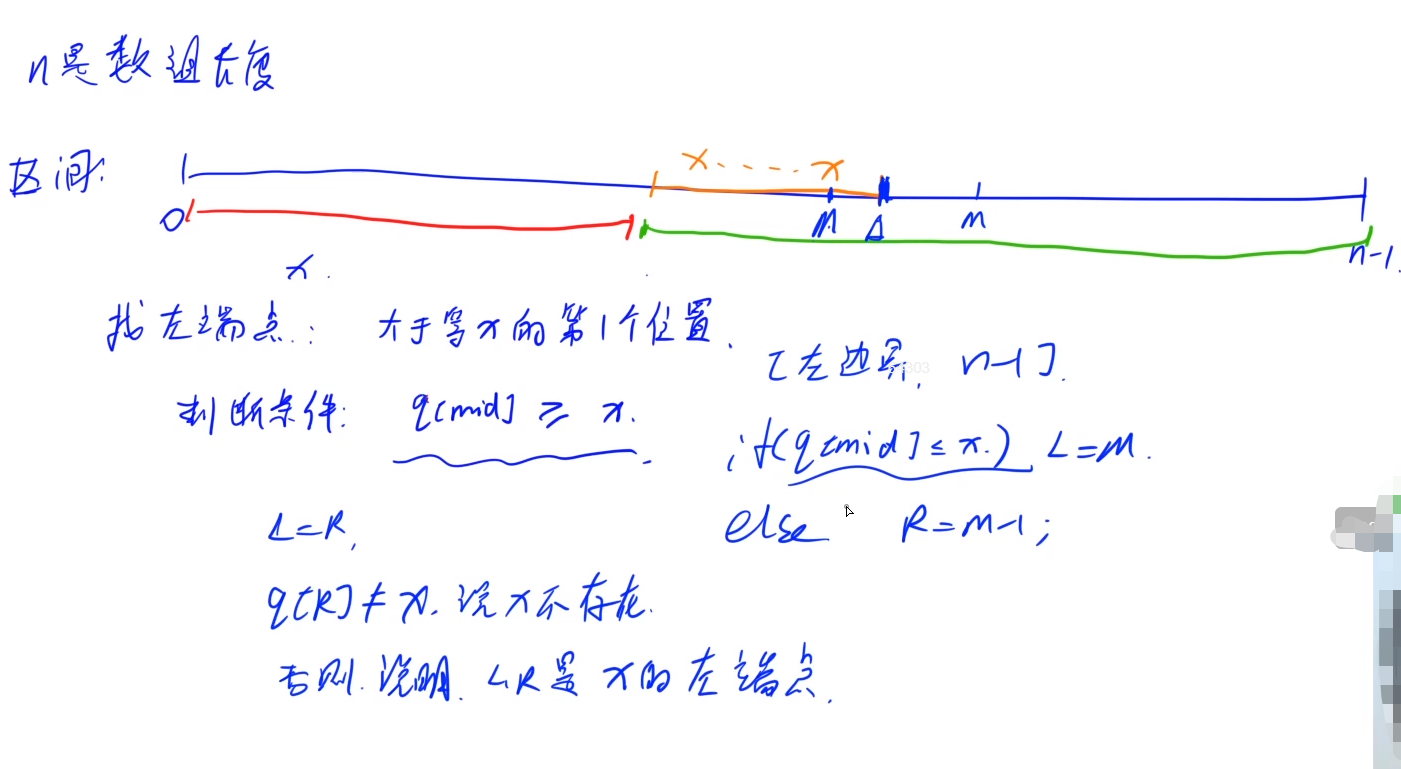 n是数组长度
区间:
x - - - - x
0 M Δ m n-1.
x.
找左端点: 大于等x的第1个位置.
[左边界, n-1].
判断条件: q[mid] ≥ x.
if(q[mid] ≤ x.) L=M.
else R=m-1;
L=R,
q[R]≠x. 说x不存在.
否则.说明. LR是x的左端点.